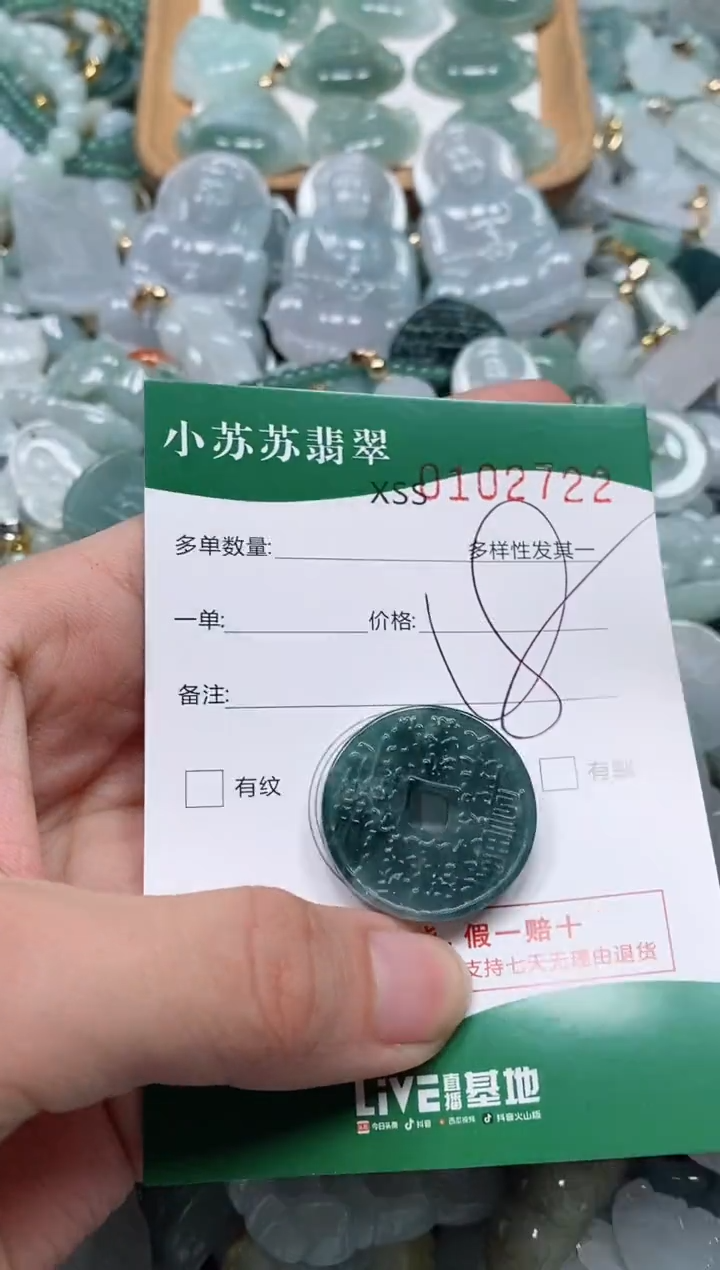 小苏苏翡翠
XSS0102722
多单数量: 多样性发其一
一单: 价格:
备注:
有纹
假一赔十
支持七天无理由退货
LiVE直播基地
今日头条 抖音 西瓜视频 抖音火山版